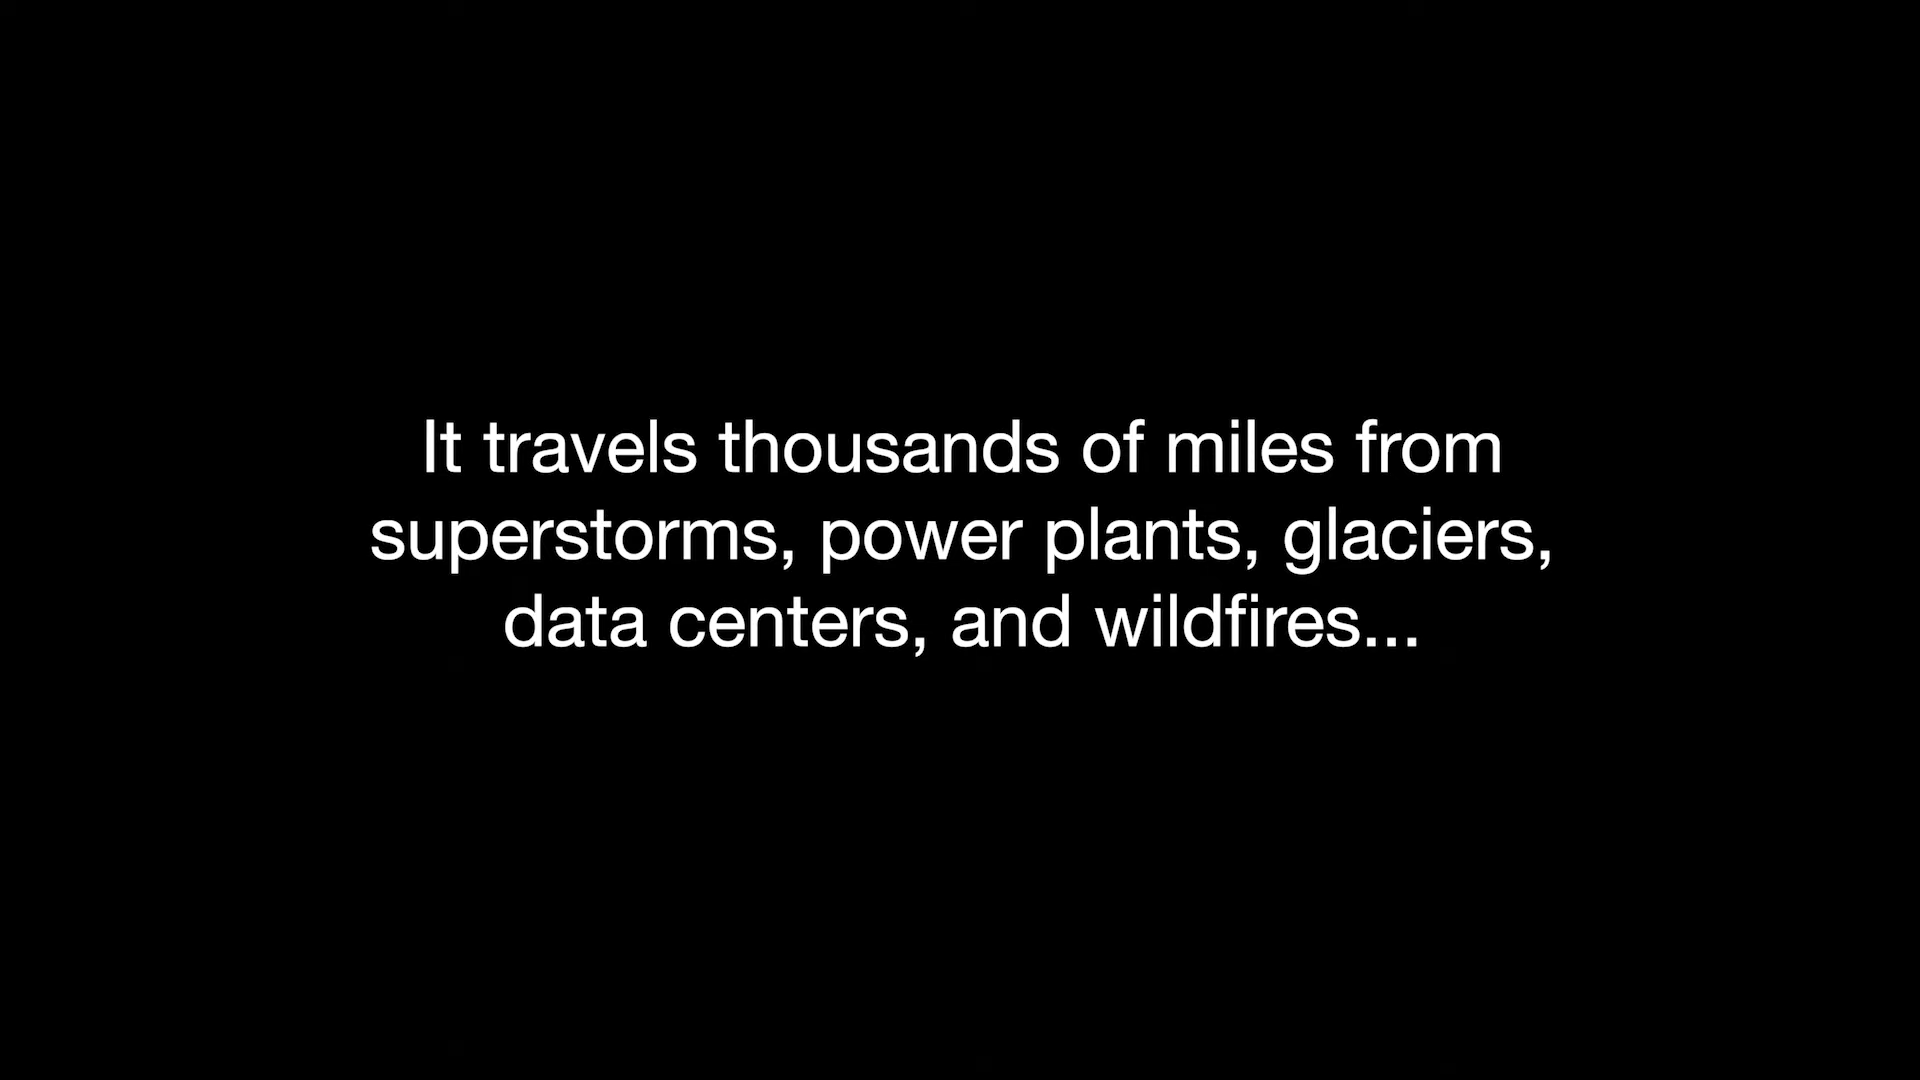 It travels thousands of miles from
superstorms, power plants, glaciers,
data centers, and wildfires...